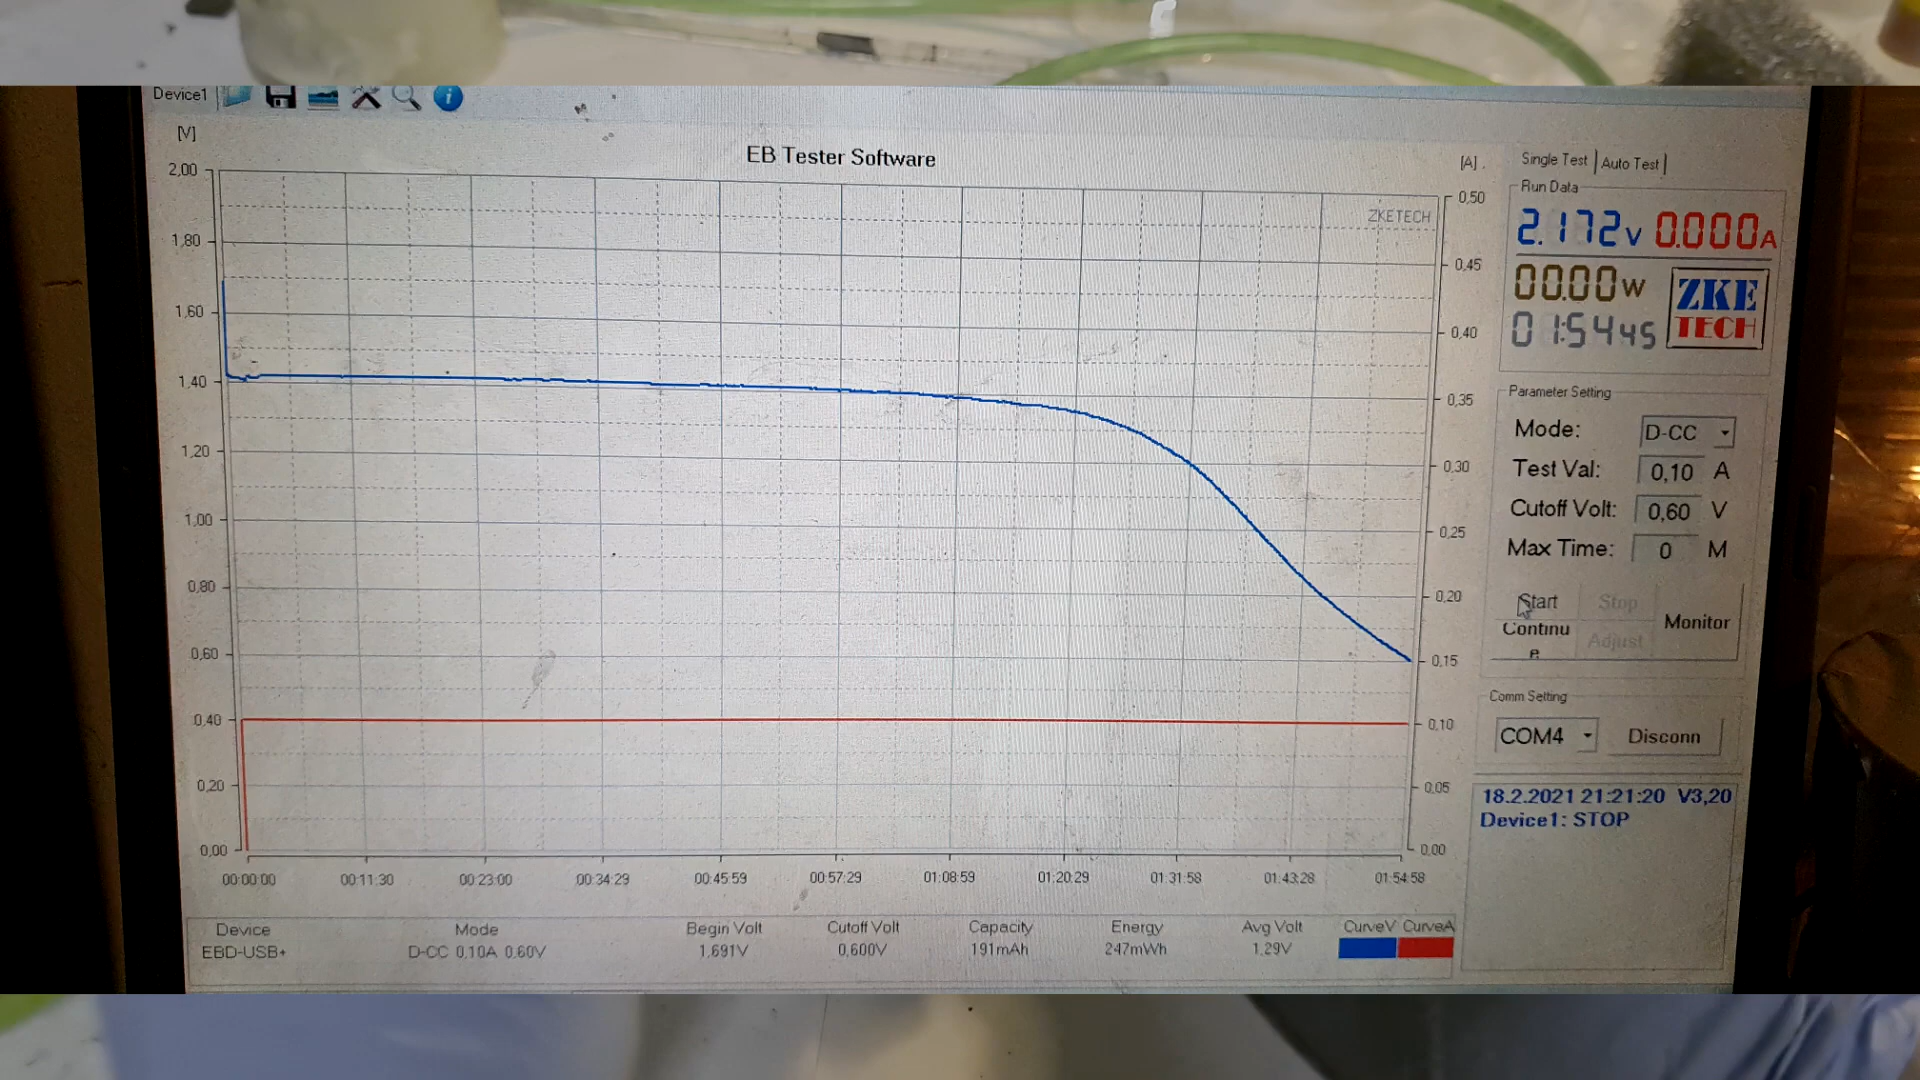 Device1
[V]
EB Tester Software
[A]
ZKETECH
2,00
1,80
1,60
1,40
1,20
1,00
0,80
0,60
0,40
0,20
0,00
0,50
0,45
0,40
0,35
0,30
0,25
0,20
0,15
0,10
0,05
0,00
00:00:00 00:11:30 00:23:00 00:34:29 00:45:59 00:57:29 01:08:59 01:20:29 01:31:58 01:43:28 01:54:58
Device Mode Begin Volt Cutoff Volt Capacity Energy Avg Volt CurveV CurveA
EBD-USB+ D-CC 0.10A 0.60V 1.691V 0.600V 191mAh 247mWh 1.29V
Single Test Auto Test
Run Data
2.172V 0.000A
00.00W
01:54 45
ZKE
TECH
Parameter Setting
Mode: D-CC
Test Val: 0,10 A
Cutoff Volt: 0,60 V
Max Time: 0 M
Start Stop
Monitor
Continu
e
Adjust
Comm Setting
COM4 Disconn
18.2.2021 21:21:20 V3,20
Device1: STOP